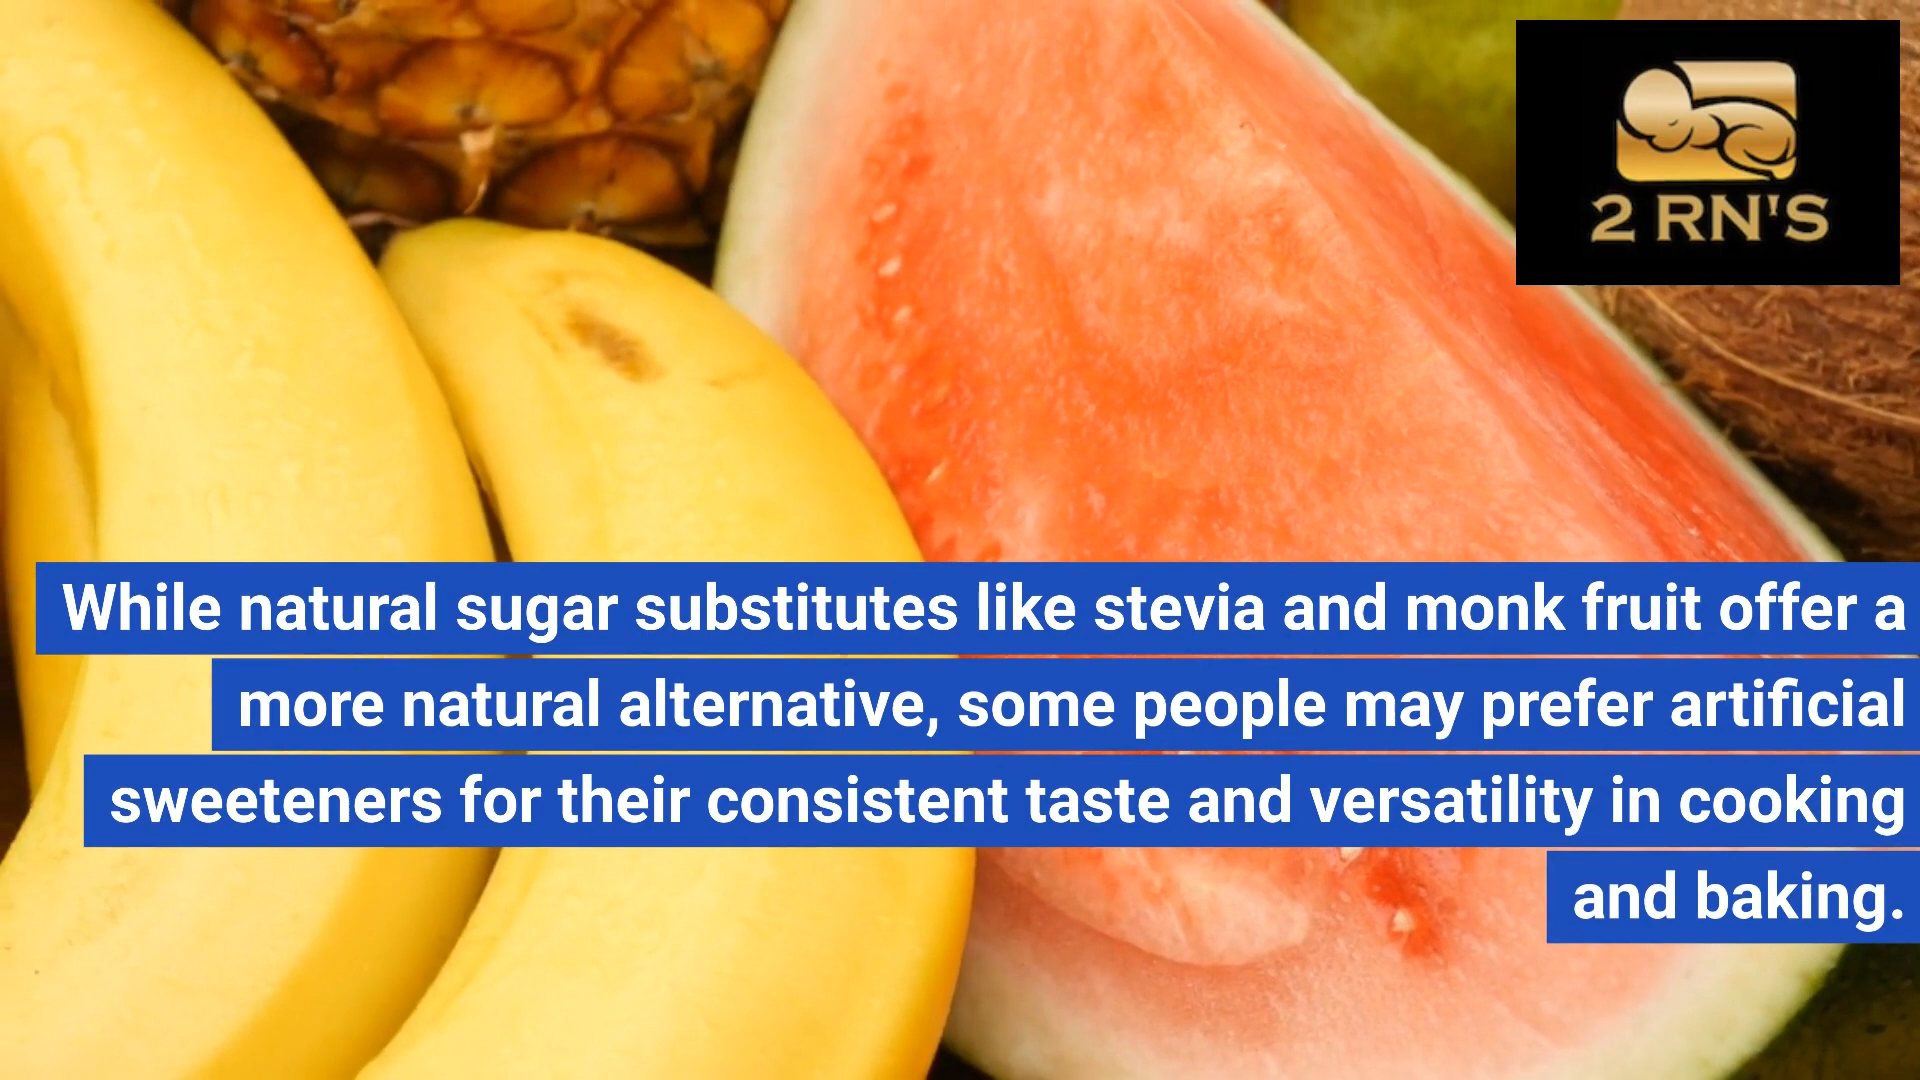 2 RN'S
While natural sugar substitutes like stevia and monk fruit offer a
more natural alternative, some people may prefer artificial
sweeteners for their consistent taste and versatility in cooking
and baking.